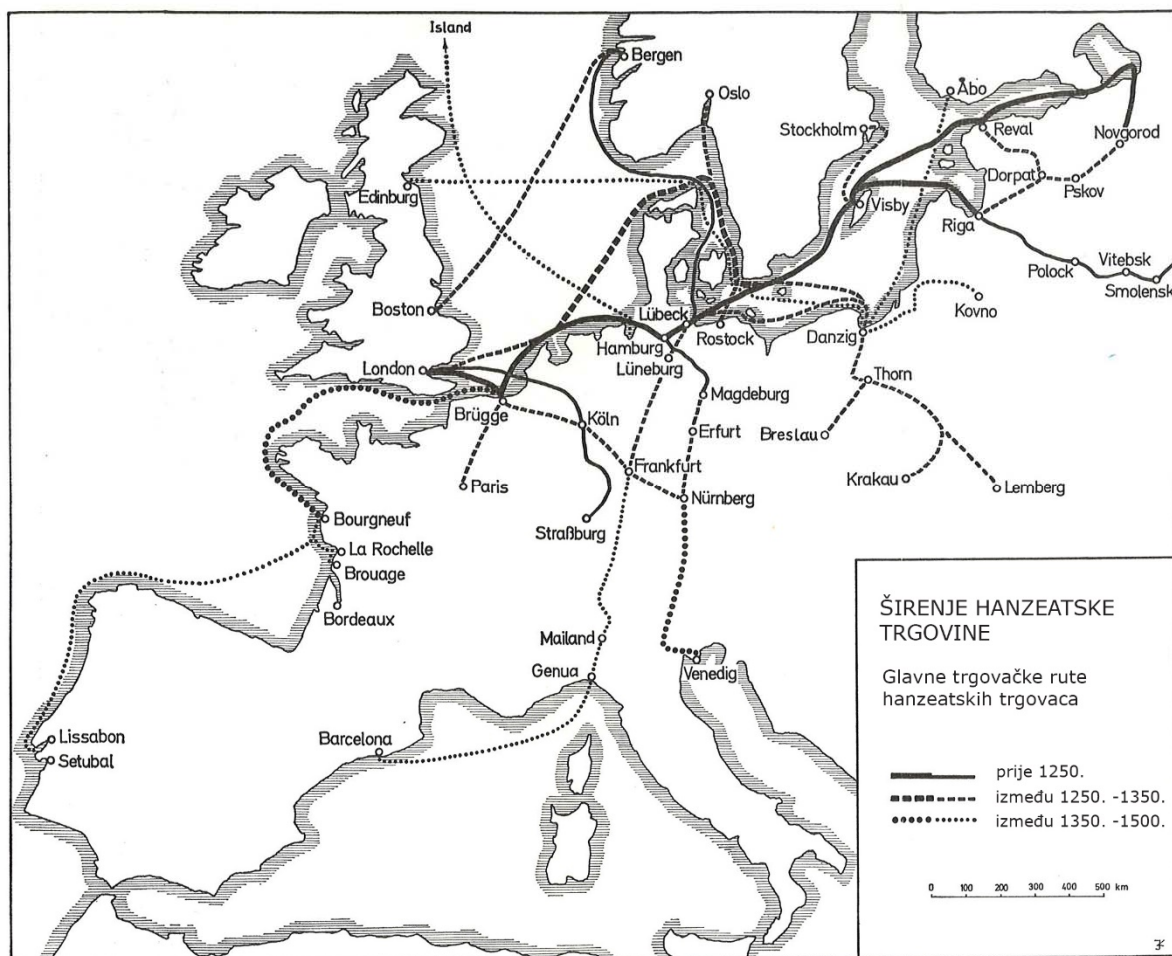 Island
Bergen
Oslo
Åbo
Stockholm
Reval
Novgorod
Edinburg
Dorpat
Pskov
Visby
Riga
Polock
Vitebsk
Smolensk
Boston
Lübeck
Rostock
Danzig
Kovno
Hamburg
Lüneburg
London
Thorn
Magdeburg
Brügge
Köln
Erfurt
Breslau
Frankfurt
Krakau
Lemberg
Paris
Nürnberg
Bourgneuf
Straßburg
La Rochelle
Brouage
Bordeaux
Mailand
Genua
Venedig
Lissabon
Setubal
Barcelona
ŠIRENJE HANZEATSKE
TRGOVINE
Glavne trgovačke rute
hanzeatskih trgovaca
prije 1250.
između 1250. -1350.
između 1350. -1500.
0 100 200 300 400 500 km